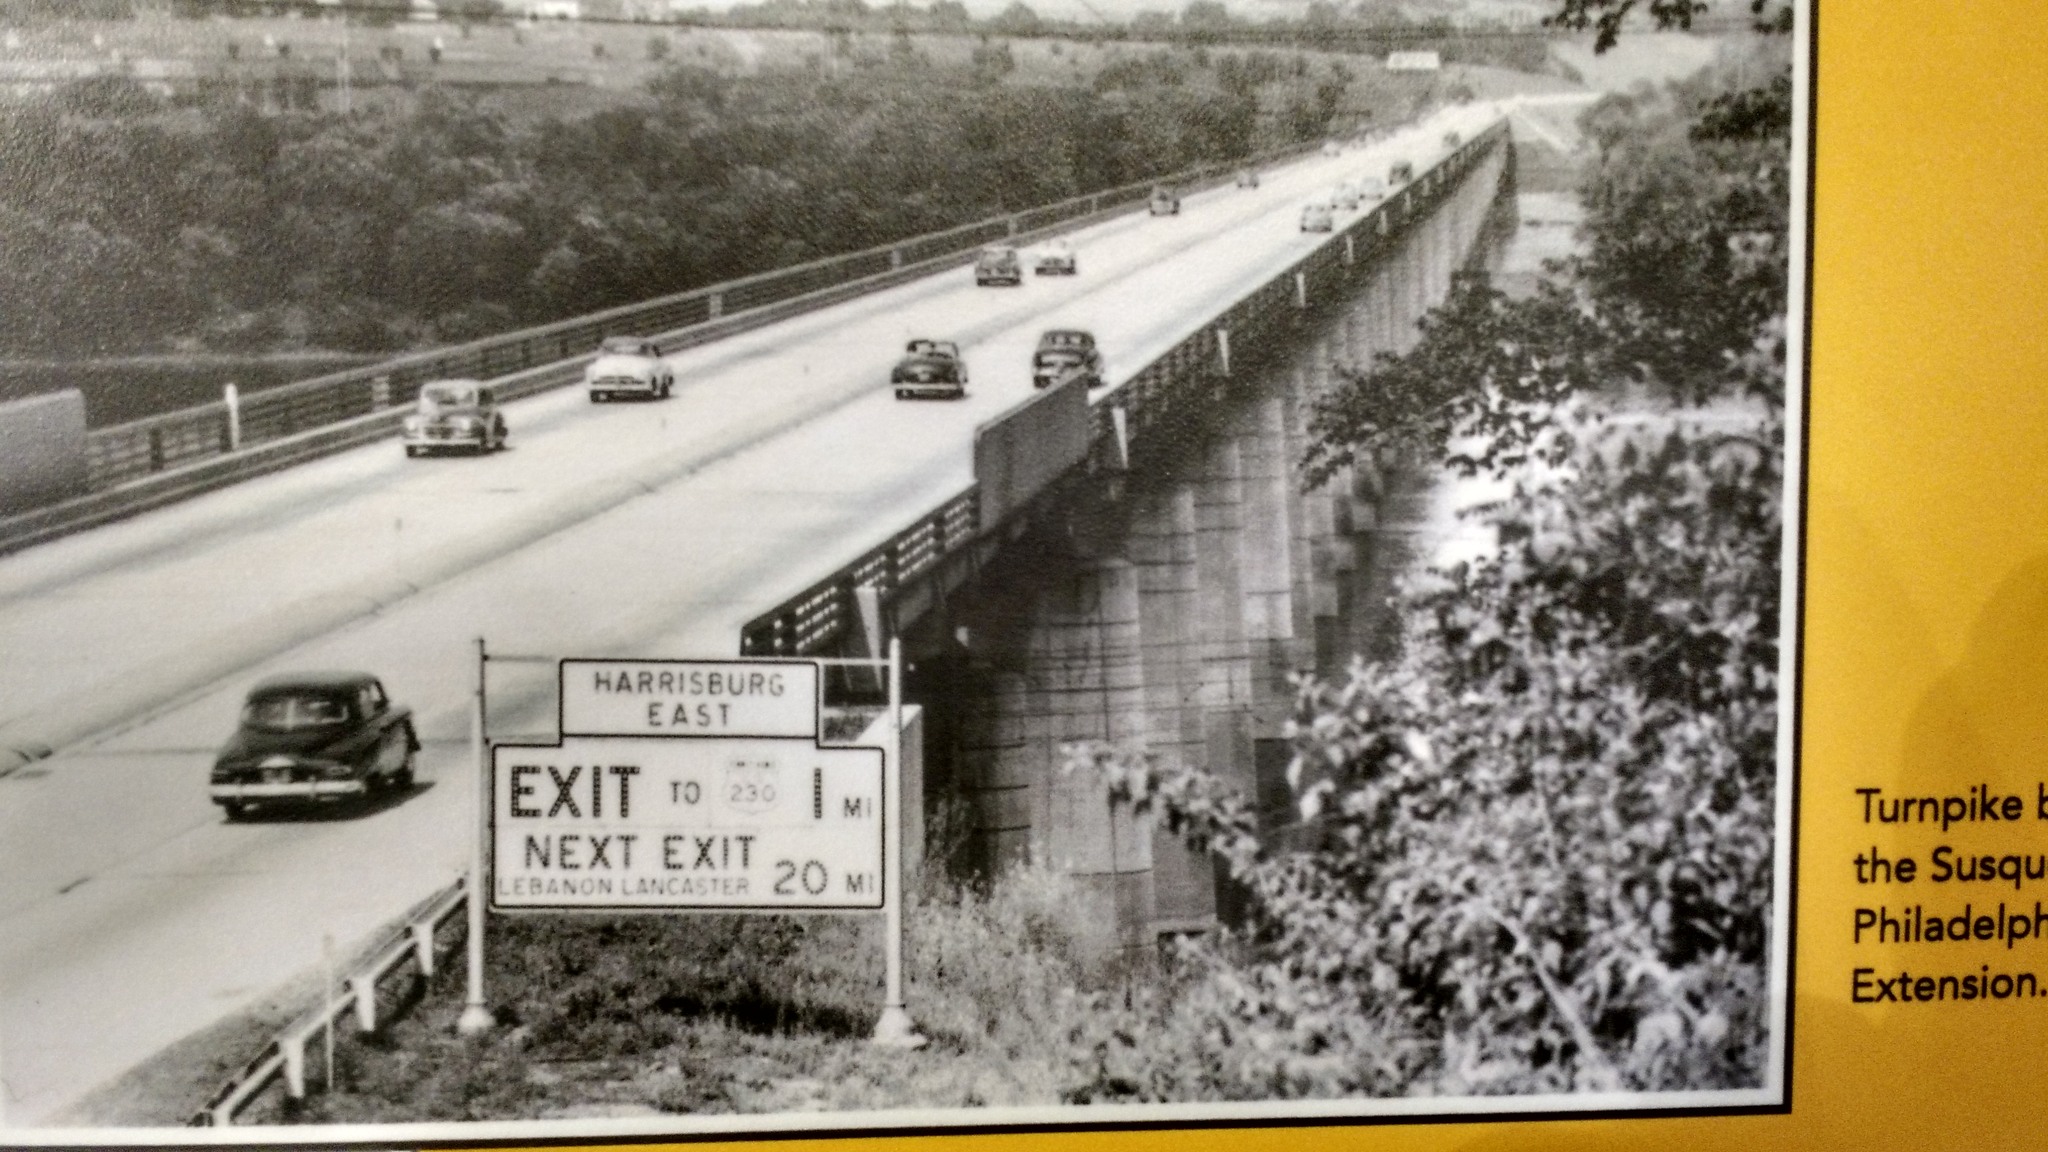 HARRISBURG
EAST
EXIT TO 230 1 MI
NEXT EXIT
LEBANON LANCASTER 20 MI
Turnpike
the
Extension.